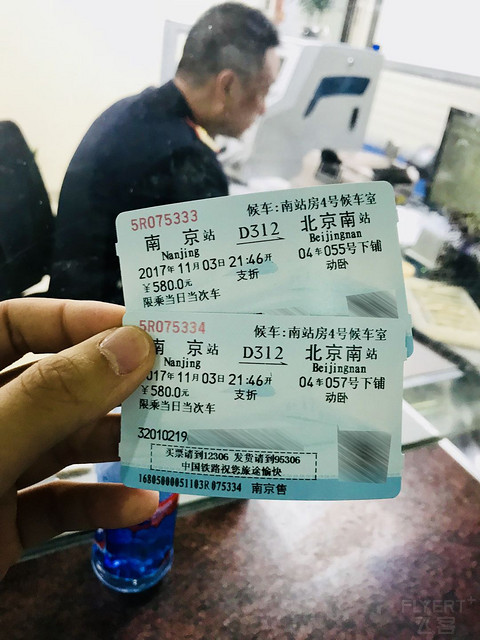 5R075333
候车:南站房4号候车室
南 京站 D312 北京南站
Nanjing Beijingnan
2017年11月03日21:46开 04车055号下铺
¥580.0元 支折 动卧
限乘当日当次车
5R075334
候车:南站房4号候车室
南 京站 D312 北京南站
Nanjing Beijingnan
2017年11月03日21:46开 04车057号下铺
¥580.0元 支折 动卧
限乘当日当次车
32010219
买票请到12306 发货请到95306
中国铁路祝您旅途愉快
16805000051103R075334 南京售
FLYERT
飞客